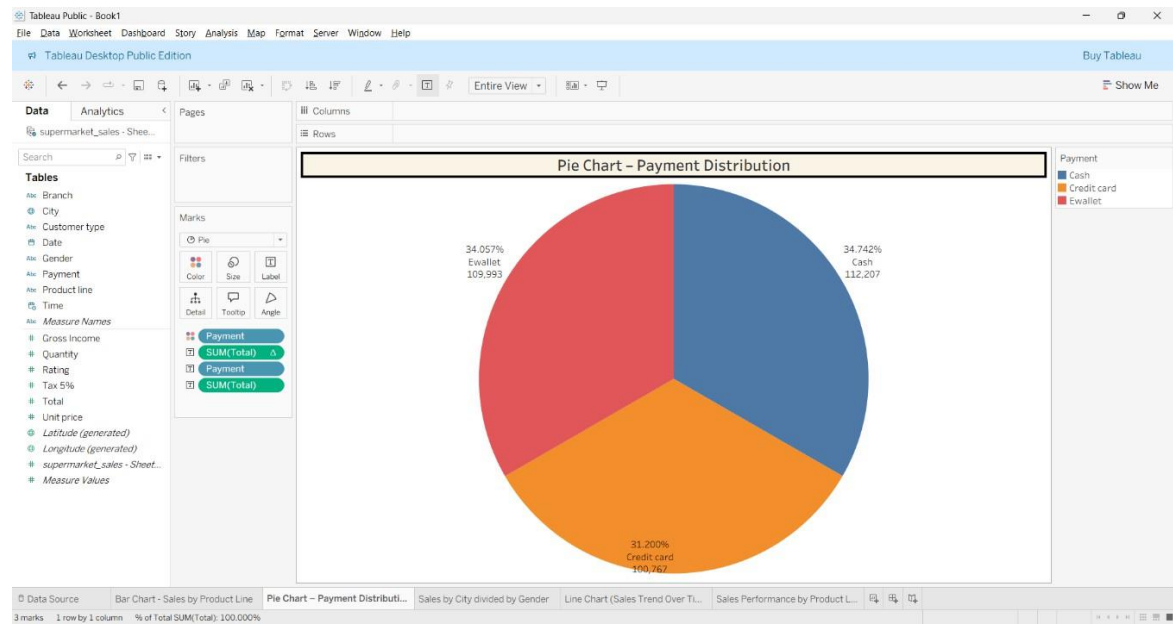 Tableau Public - Book1
File Data Worksheet Dashboard Story Analysis Map Format Server Window Help
Tableau Desktop Public Edition
Buy Tableau
Entire View
Show Me
Data
Analytics
supermarket_sales - Shee...
Search
Tables
Abc Branch
City
Abc Customer type
Date
Abc Gender
Abc Payment
Abc Product line
Time
Abc Measure Names
# Gross Income
# Quantity
# Rating
# Tax 5%
# Total
# Unit price
Latitude (generated)
Longitude (generated)
# supermarket_sales - Sheet...
# Measure Values
Pages
Filters
Marks
Pie
Color
Size
Label
Detail
Tooltip
Angle
Payment
SUM(Total) Δ
Payment
SUM(Total)
Columns
Rows
Pie Chart – Payment Distribution
34.057%
Ewallet
109,993
34.742%
Cash
112,207
31.200%
Credit card
100,767
Payment
Cash
Credit card
Ewallet
Data Source
Bar Chart - Sales by Product Line
Pie Chart – Payment Distributi...
Sales by City divided by Gender
Line Chart (Sales Trend Over Ti...
Sales Performance by Product L...
3 marks 1 row by 1 column % of Total SUM(Total): 100.000%